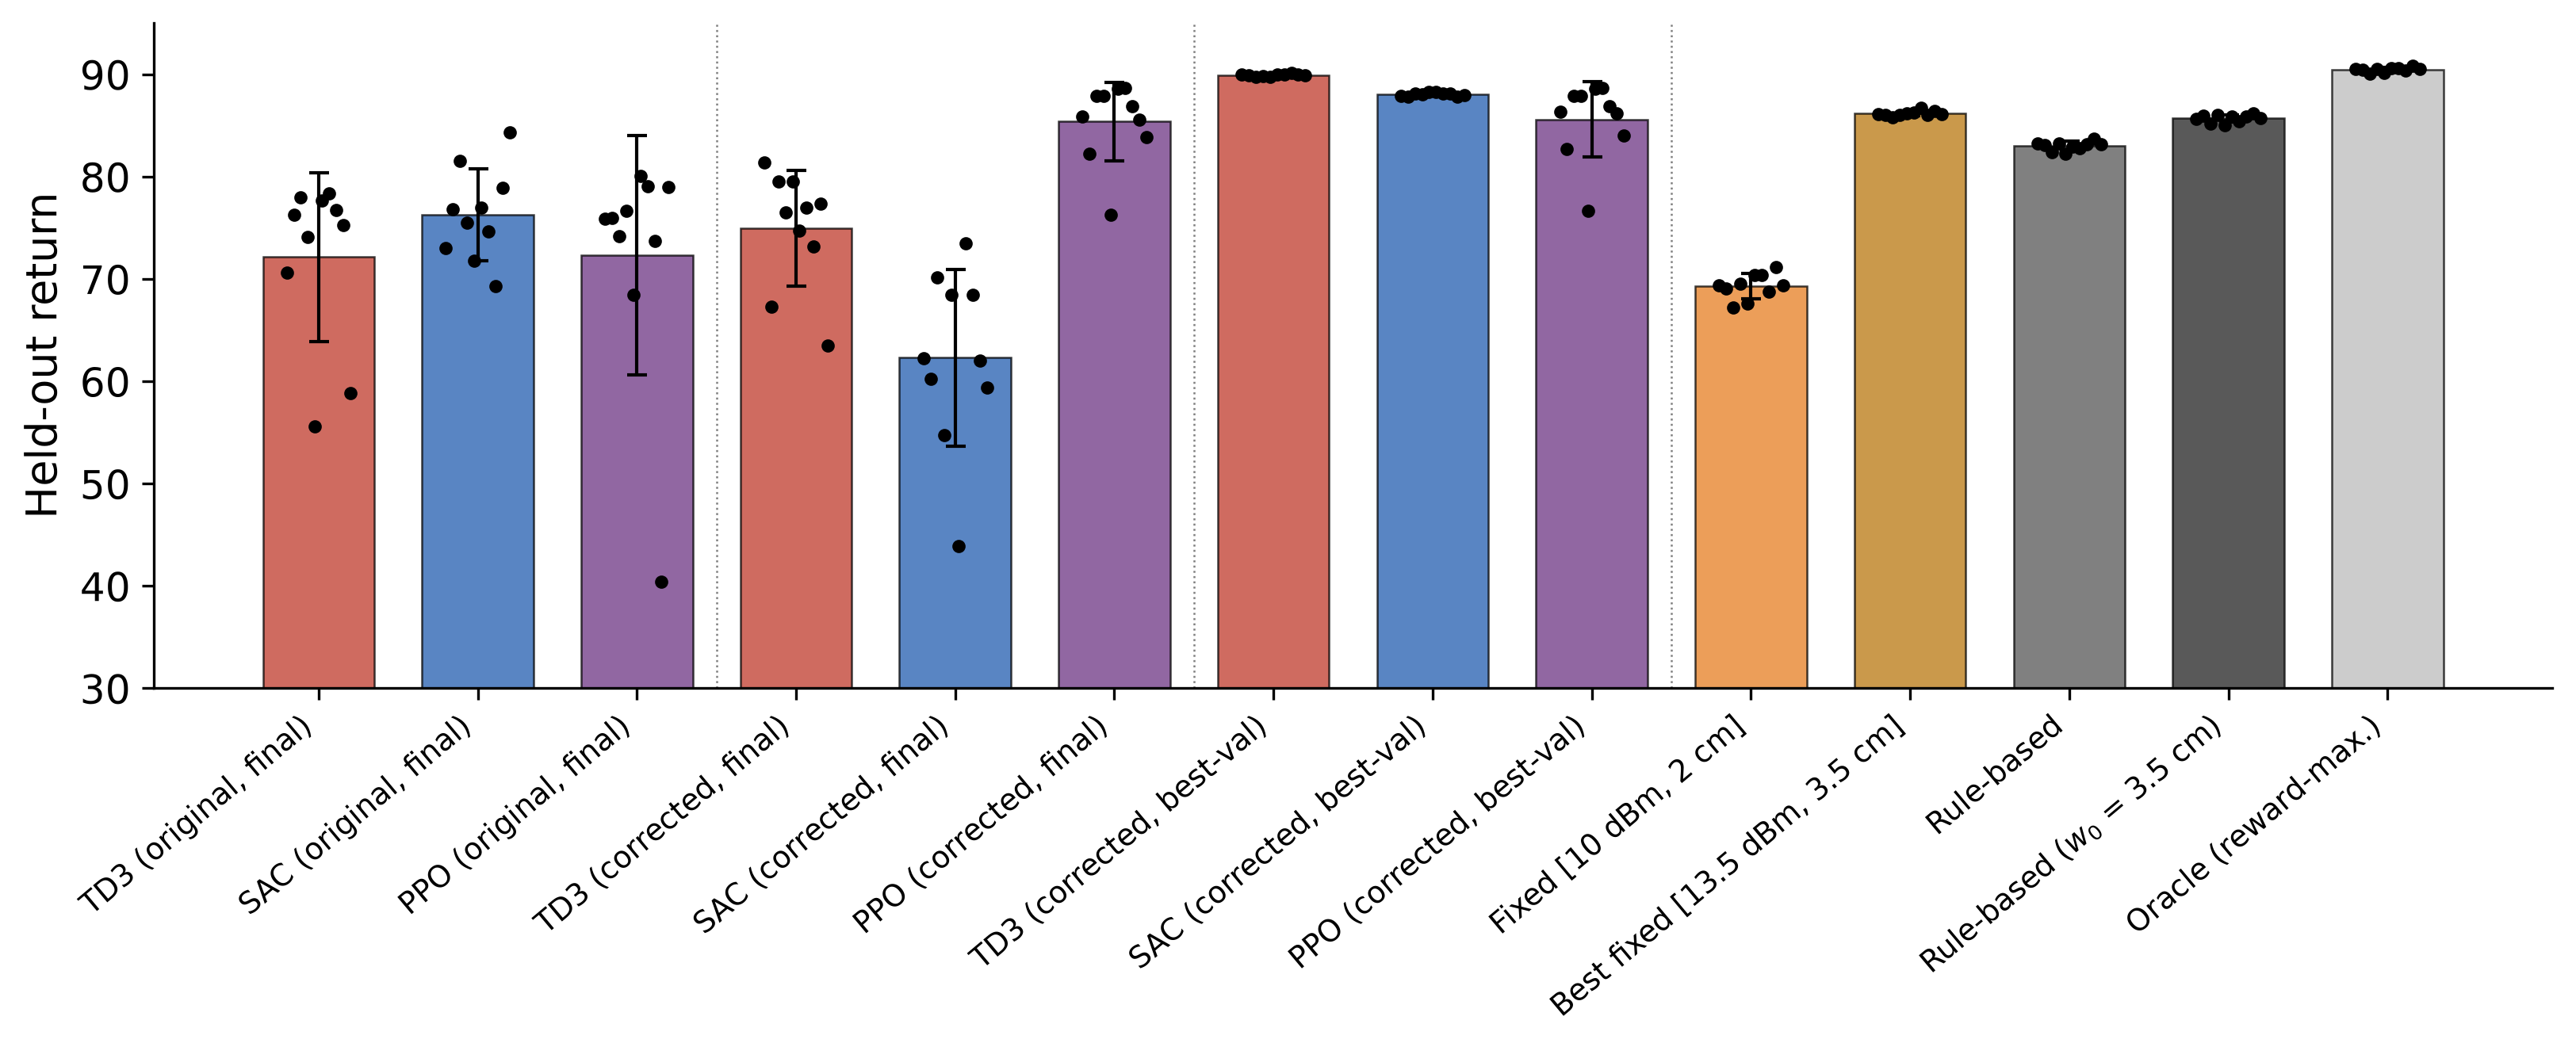 Held-out return
90
80
70
60
50
40
30
TD3 (original, final)
SAC (original, final)
PPO (original, final)
TD3 (corrected, final)
SAC (corrected, final)
PPO (corrected, final)
TD3 (corrected, best-val)
SAC (corrected, best-val)
PPO (corrected, best-val)
Fixed [10 dBm, 2 cm]
Best fixed [13.5 dBm, 3.5 cm]
Rule-based
Rule-based (w₀ = 3.5 cm)
Oracle (reward-max.)